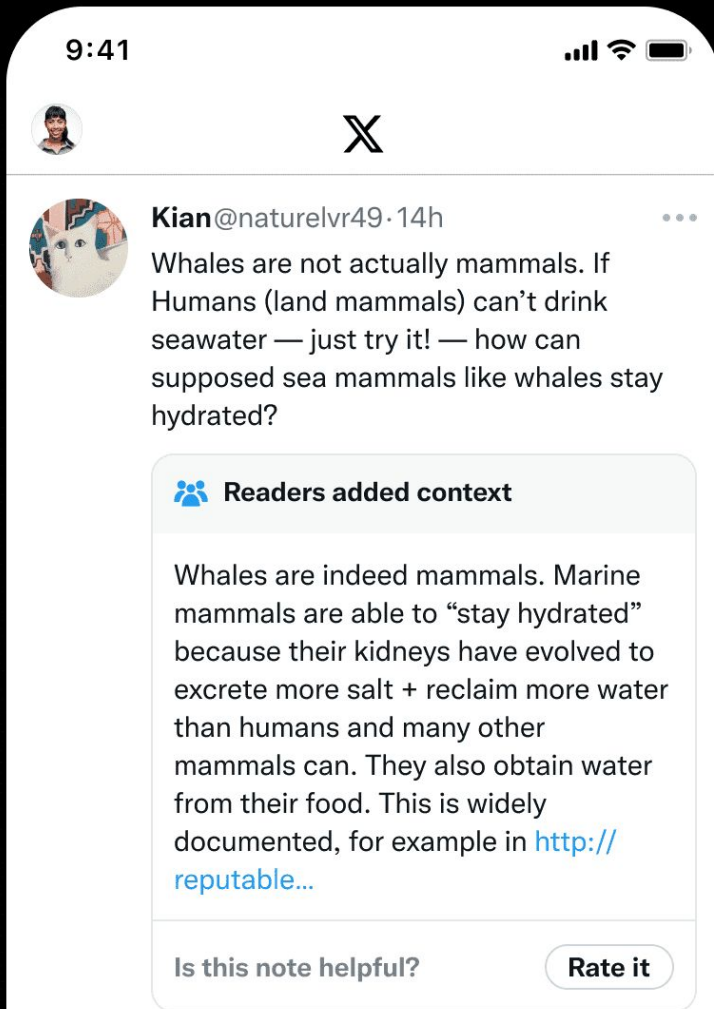 9:41
X
Kian@naturelvr49·14h
Whales are not actually mammals. If
Humans (land mammals) can’t drink
seawater — just try it! — how can
supposed sea mammals like whales stay
hydrated?
Readers added context
Whales are indeed mammals. Marine
mammals are able to “stay hydrated”
because their kidneys have evolved to
excrete more salt + reclaim more water
than humans and many other
mammals can. They also obtain water
from their food. This is widely
documented, for example in http://
reputable...
Is this note helpful?
Rate it